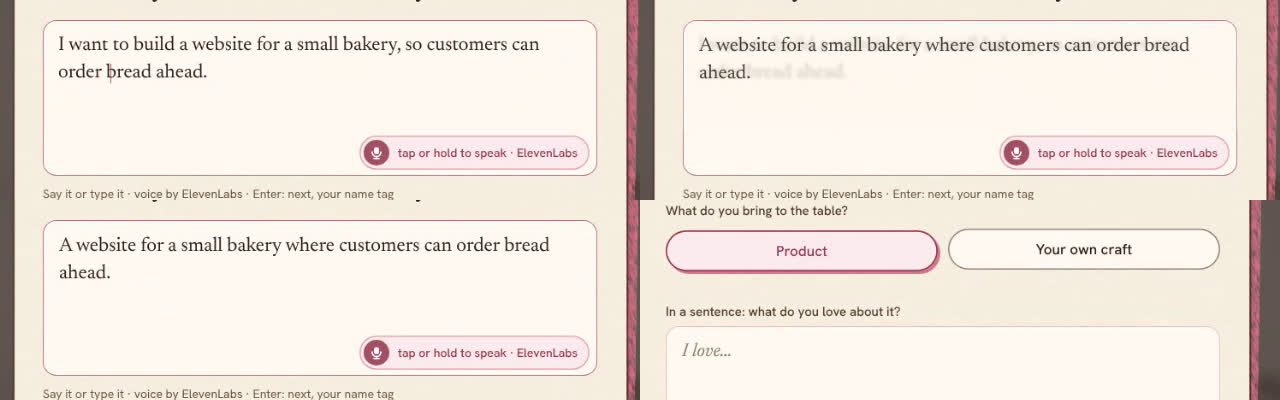 I want to build a website for a small bakery, so customers can
order bread ahead.
tap or hold to speak · ElevenLabs
Say it or type it · voice by ElevenLabs · Enter: next, your name tag
A website for a small bakery where customers can order bread
ahead.
tap or hold to speak · ElevenLabs
Say it or type it · voice by ElevenLabs · Enter: next, your name tag
A website for a small bakery where customers can order bread
ahead.
tap or hold to speak · ElevenLabs
Say it or type it · voice by ElevenLabs · Enter: next, your name tag
What do you bring to the table?
Product
Your own craft
In a sentence: what do you love about it?
I love...